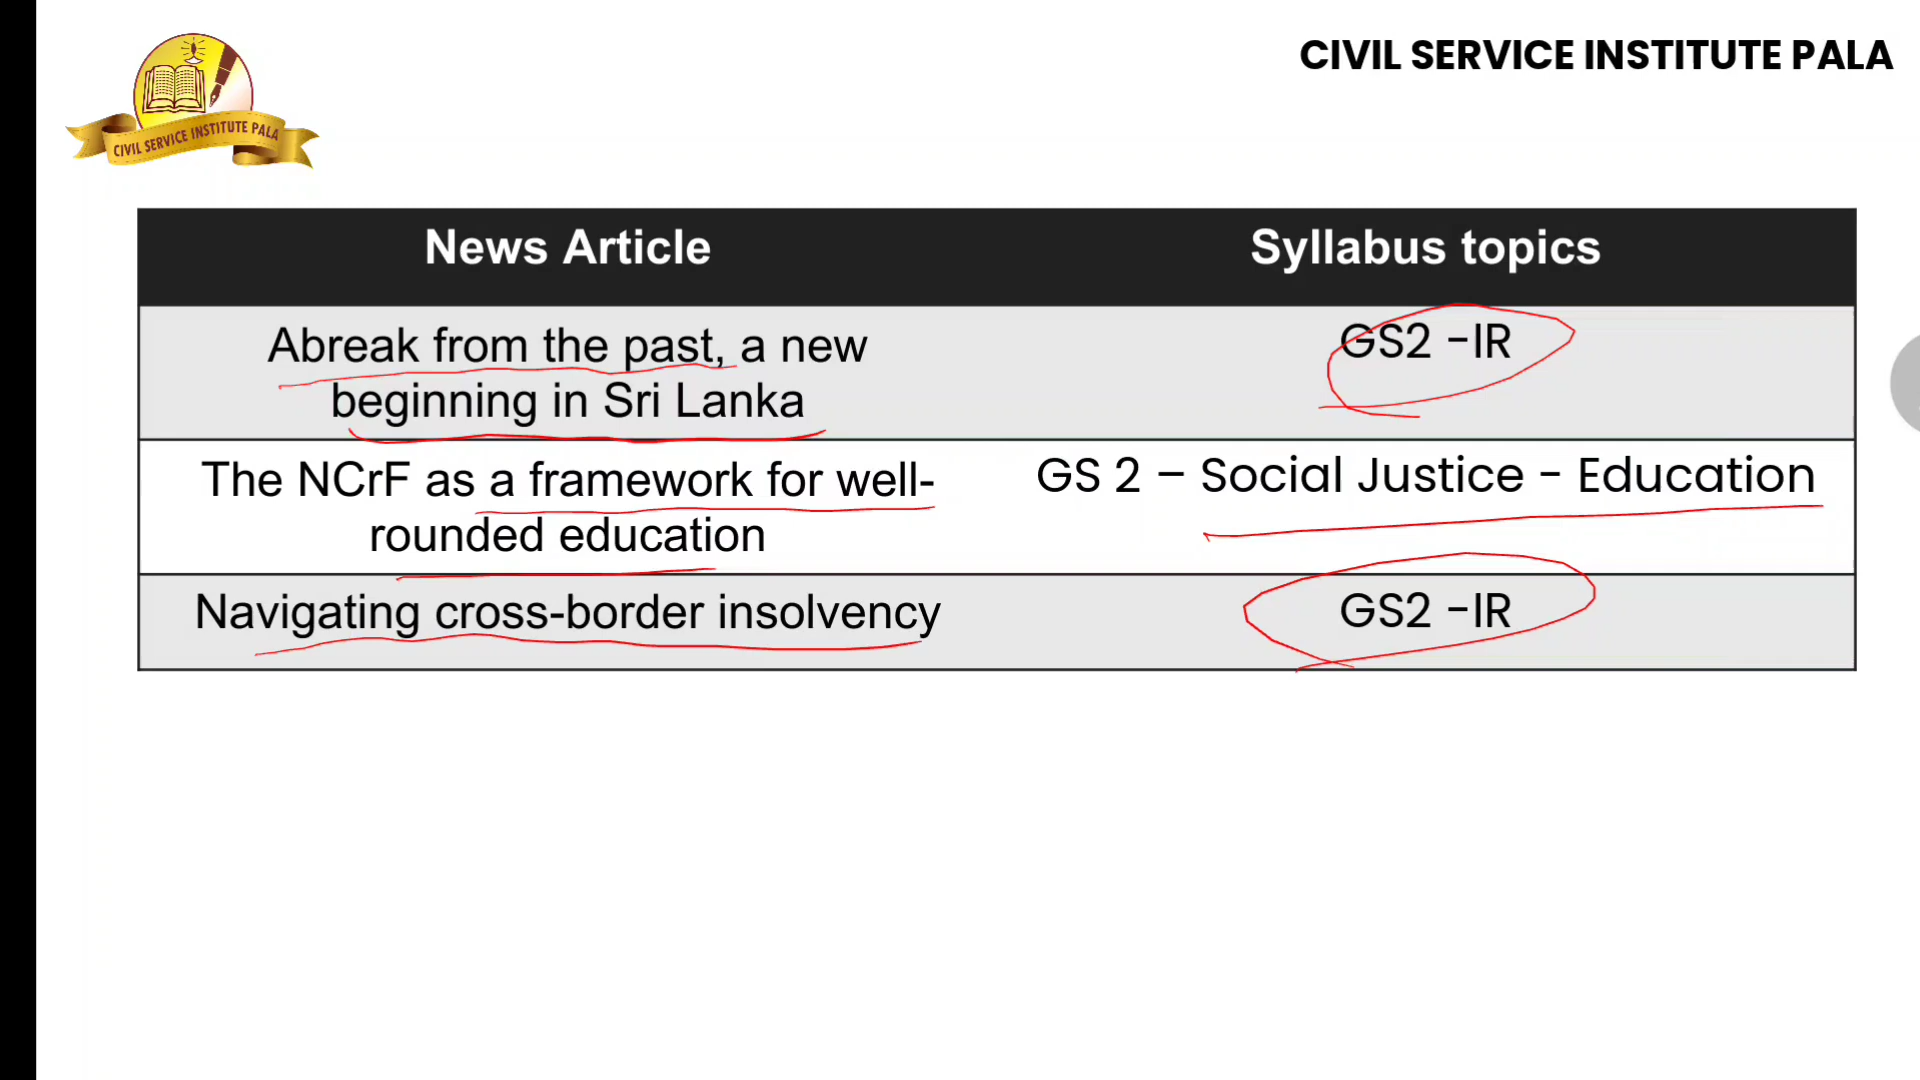 CIVIL SERVICE INSTITUTE PALA
CIVIL SERVICE INSTITUTE PALA
News Article
Syllabus topics
Abreak from the past, a new
beginning in Sri Lanka
GS2 -IR
The NCrF as a framework for well-
rounded education
GS 2 – Social Justice - Education
Navigating cross-border insolvency
GS2 -IR